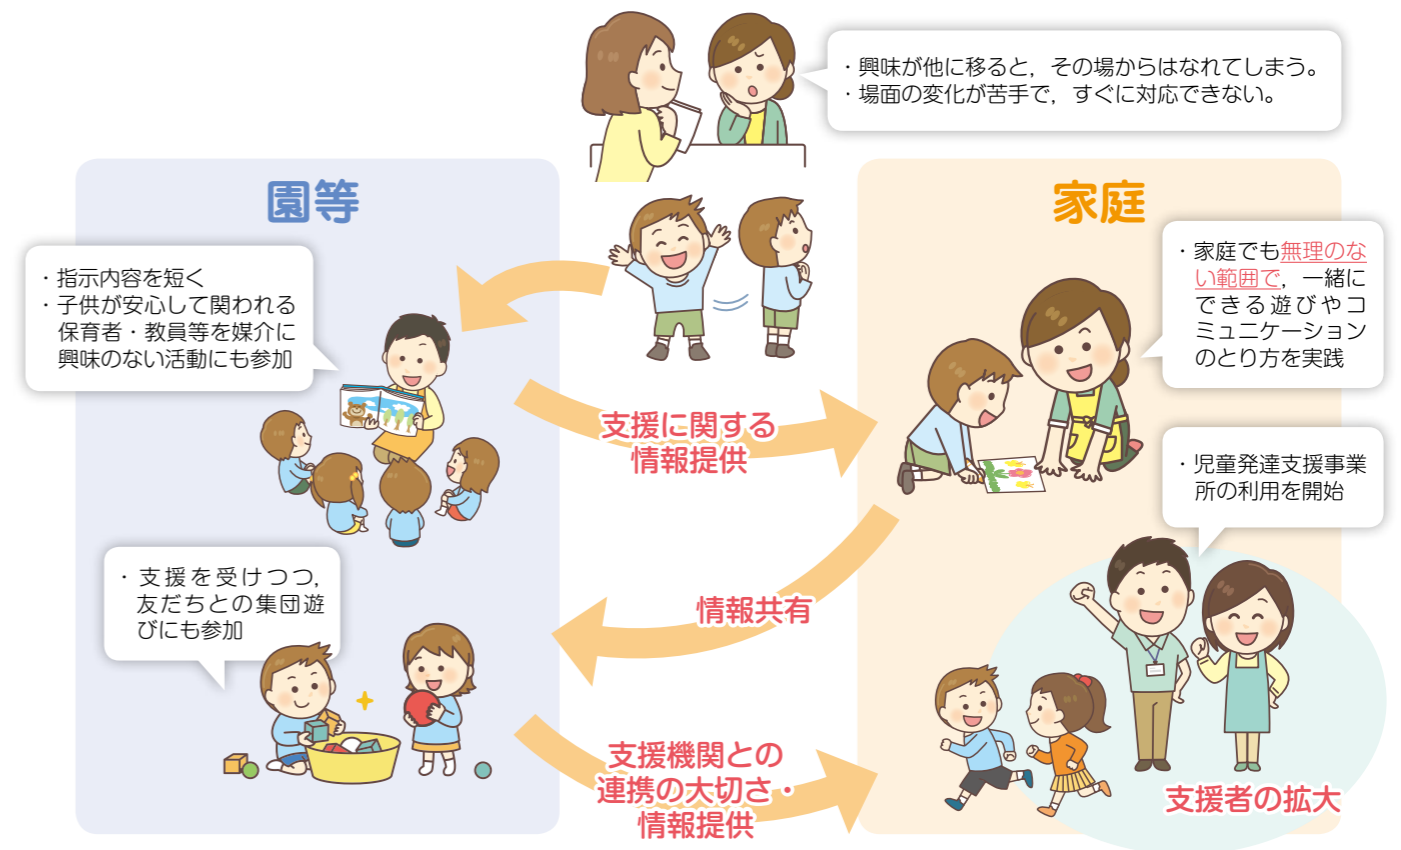 ・興味が他に移ると，その場からはなれてしまう。
・場面の変化が苦手で，すぐに対応できない。
園等
家庭
・指示内容を短く
・子供が安心して関われる
保育者・教員等を媒介に
興味のない活動にも参加
・家庭でも無理のな
い範囲で，一緒に
できる遊びやコ
ミュニケーション
のとり方を実践
支援に関する
情報提供
・児童発達支援事業
所の利用を開始
情報共有
・支援を受けつつ，
友だちとの集団遊
びにも参加
支援機関との
連携の大切さ・
情報提供
支援者の拡大